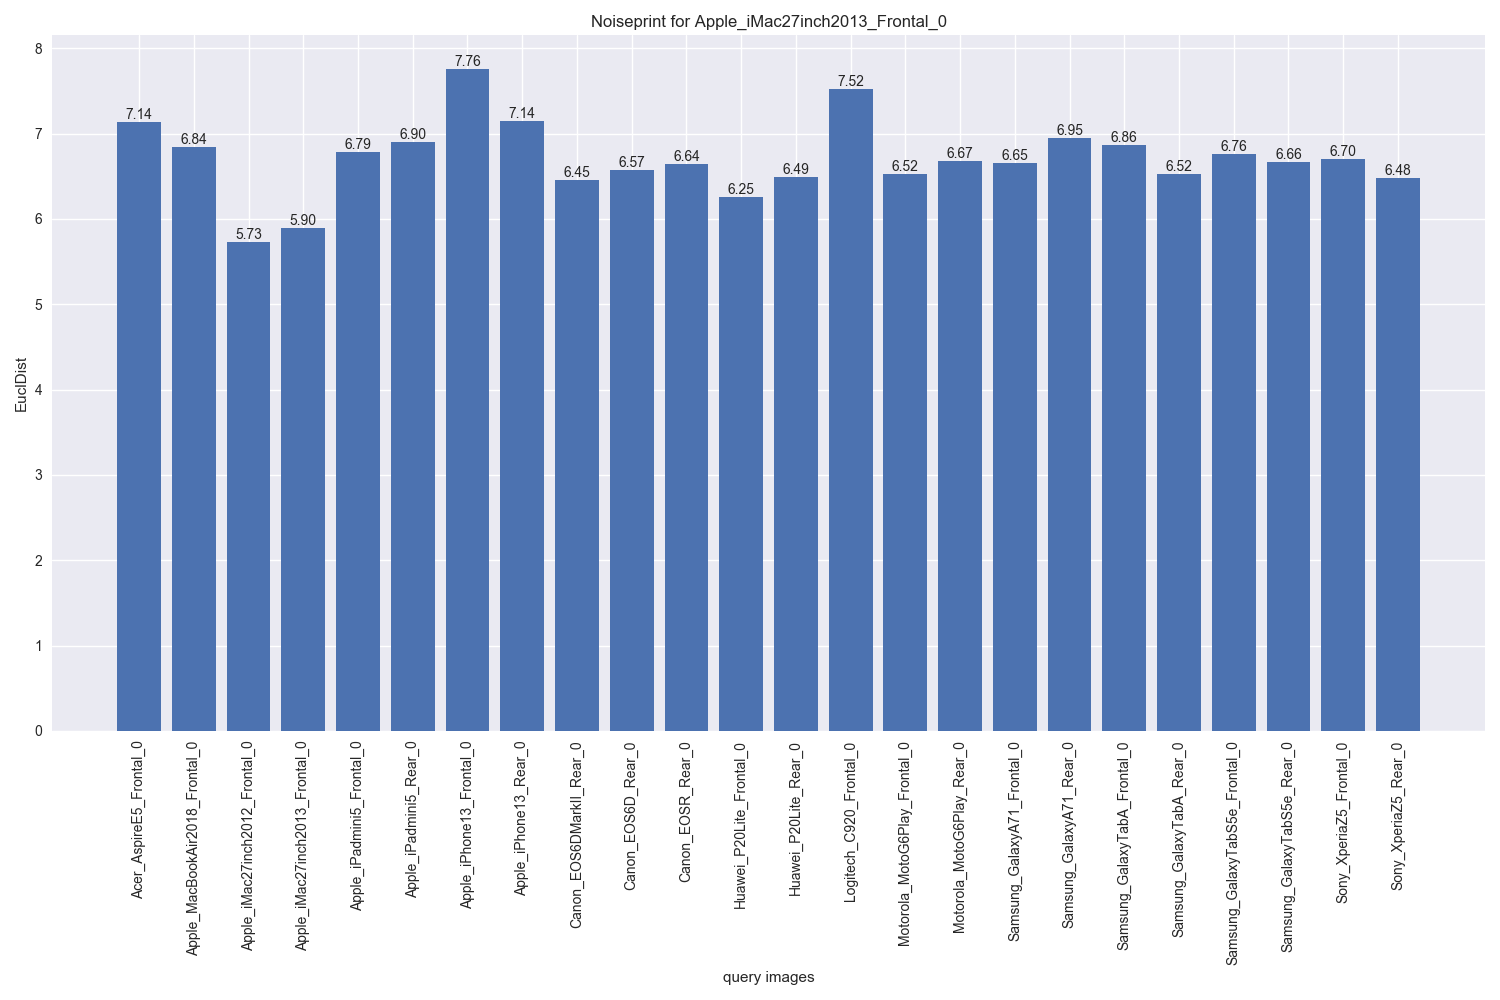 Noiseprint for Apple_iMac27inch2013_Frontal_0
EuclDist
8
7
6
5
4
3
2
1
0
7.14
6.84
5.73
5.90
6.79
6.90
7.76
7.14
6.45
6.57
6.64
6.25
6.49
7.52
6.52
6.67
6.65
6.95
6.86
6.52
6.76
6.66
6.70
6.48
Acer_AspireE5_Frontal_0
Apple_MacBookAir2018_Frontal_0
Apple_iMac27inch2012_Frontal_0
Apple_iMac27inch2013_Frontal_0
Apple_iPadmini5_Frontal_0
Apple_iPadmini5_Rear_0
Apple_iPhone13_Frontal_0
Apple_iPhone13_Rear_0
Canon_EOS6DMarkII_Rear_0
Canon_EOS6D_Rear_0
Canon_EOSR_Rear_0
Huawei_P20Lite_Frontal_0
Huawei_P20Lite_Rear_0
Logitech_C920_Frontal_0
Motorola_MotoG6Play_Frontal_0
Motorola_MotoG6Play_Rear_0
Samsung_GalaxyA71_Frontal_0
Samsung_GalaxyA71_Rear_0
Samsung_GalaxyTabA_Frontal_0
Samsung_GalaxyTabA_Rear_0
Samsung_GalaxyTabS5e_Frontal_0
Samsung_GalaxyTabS5e_Rear_0
Sony_XperiaZ5_Frontal_0
Sony_XperiaZ5_Rear_0
query images